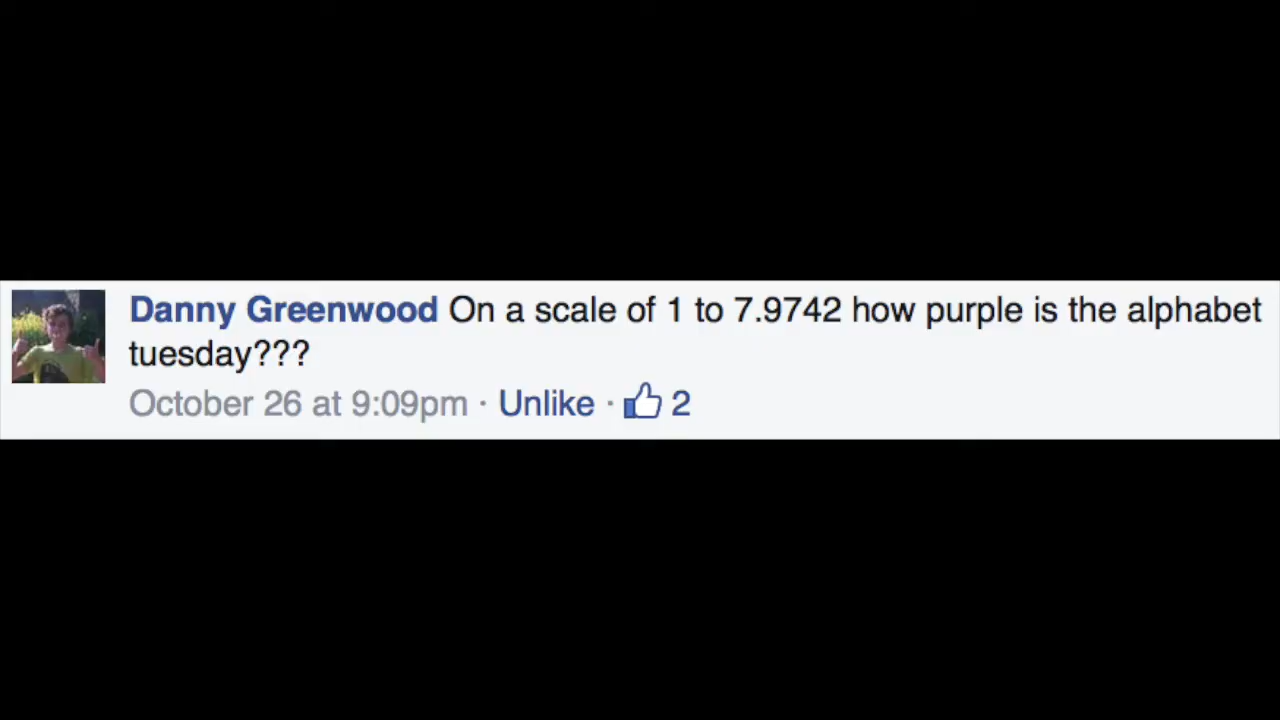 Danny Greenwood On a scale of 1 to 7.9742 how purple is the alphabet
tuesday???
October 26 at 9:09pm · Unlike · 2